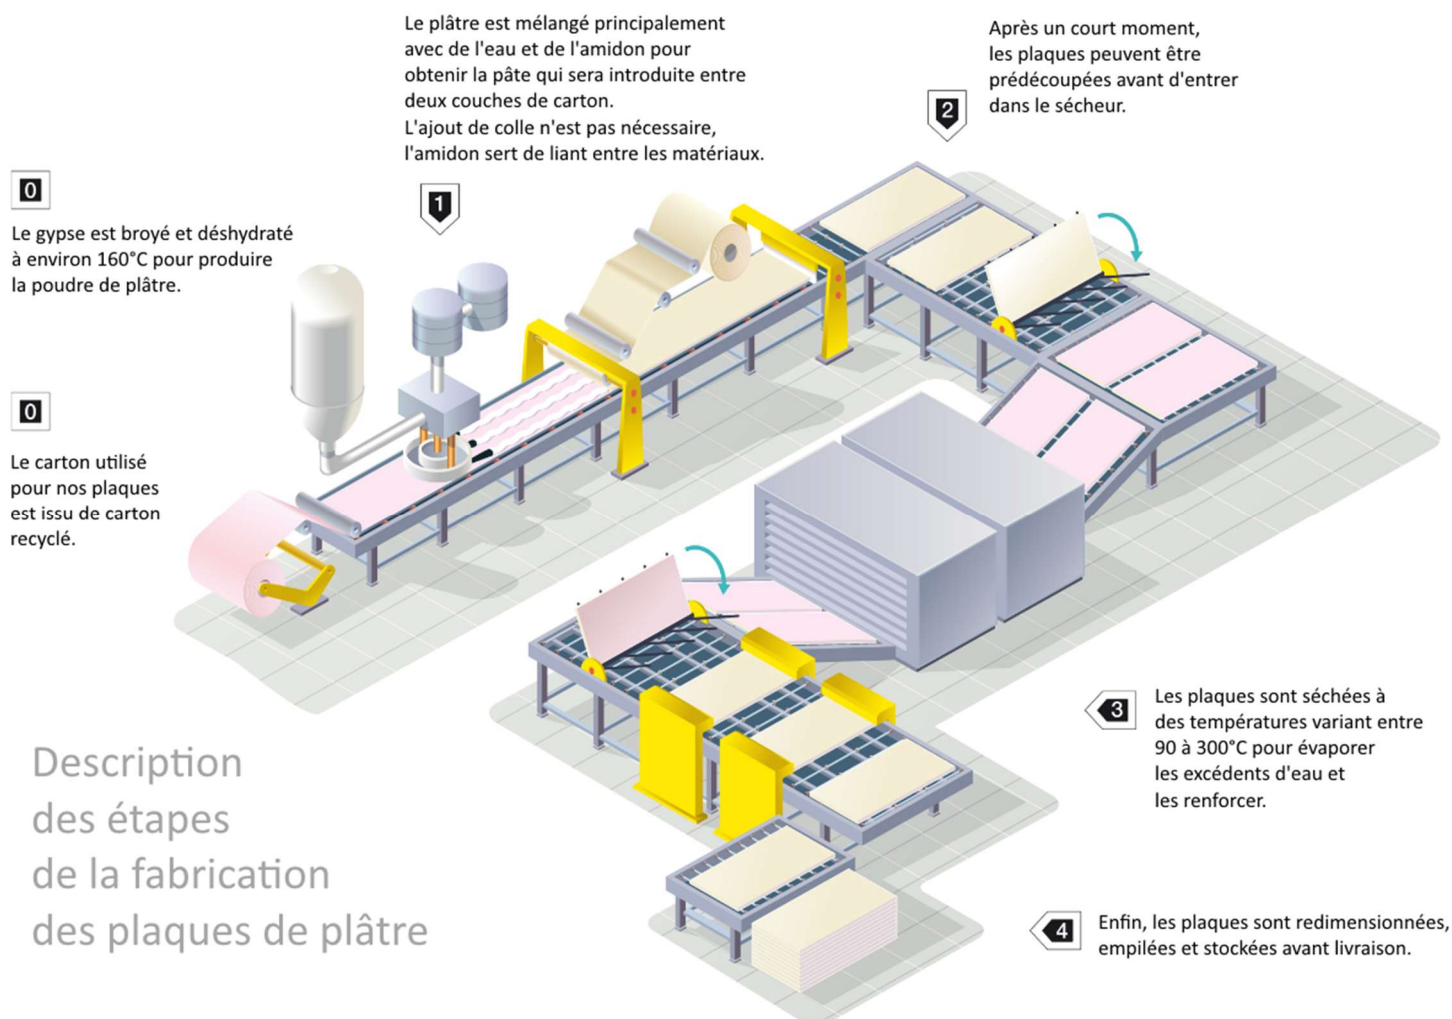 Le plâtre est mélangé principalement
avec de l'eau et de l'amidon pour
obtenir la pâte qui sera introduite entre
deux couches de carton.
L'ajout de colle n'est pas nécessaire,
l'amidon sert de liant entre les matériaux.
1
Après un court moment,
les plaques peuvent être
prédécoupées avant d'entrer
dans le sécheur.
2
0
Le gypse est broyé et déshydraté
à environ 160°C pour produire
la poudre de plâtre.
0
Le carton utilisé
pour nos plaques
est issu de carton
recyclé.
3
Les plaques sont séchées à
des températures variant entre
90 à 300°C pour évaporer
les excédents d'eau et
les renforcer.
Description
des étapes
de la fabrication
des plaques de plâtre
4
Enfin, les plaques sont redimensionnées,
empilées et stockées avant livraison.